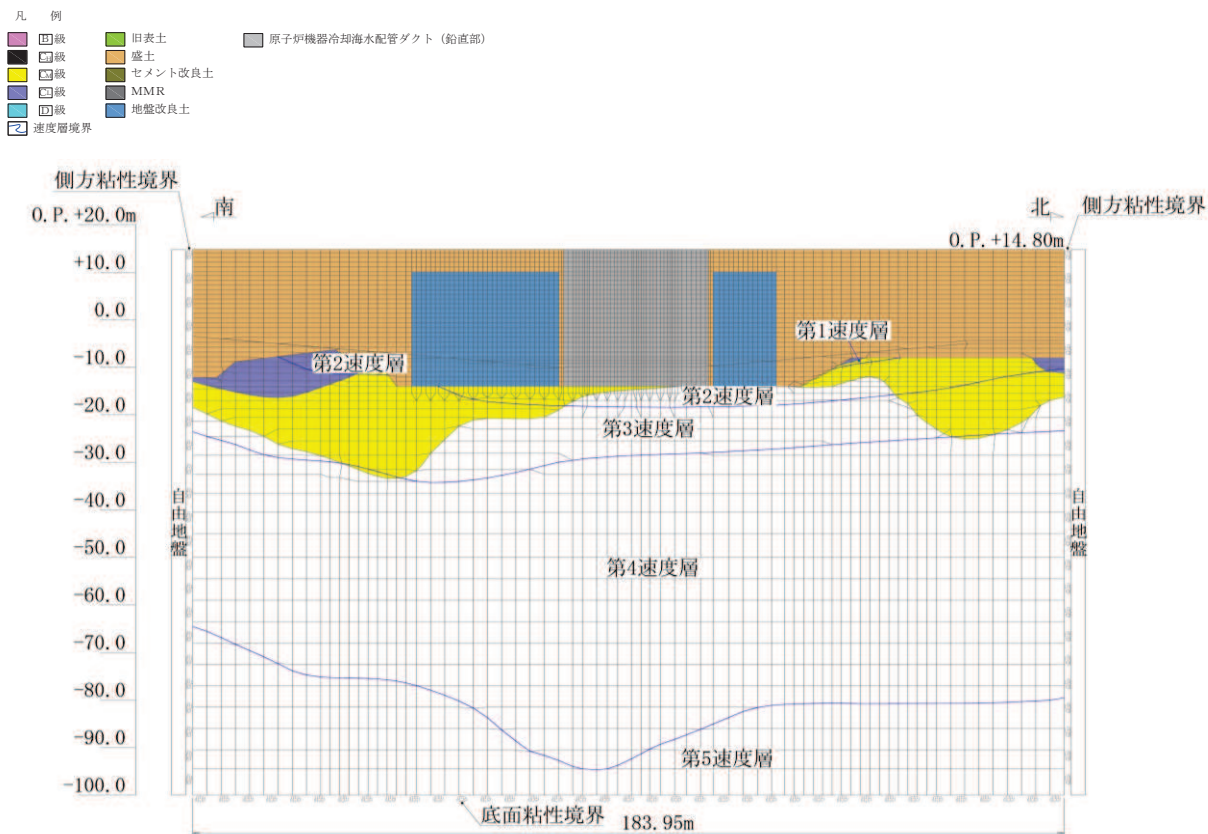 凡 例
B級
CH級
CM級
CL級
D級
速度層境界
旧表土
盛土
セメント改良土
MMR
地盤改良土
原子炉機器冷却海水配管ダクト（鉛直部）
側方粘性境界
側方粘性境界
O.P.+20.0m
南
北
O.P.+14.80m
+10.0
0.0
-10.0
-20.0
-30.0
-40.0
-50.0
-60.0
-70.0
-80.0
-90.0
-100.0
第1速度層
第2速度層
第2速度層
第3速度層
自由地盤
自由地盤
第4速度層
第5速度層
底面粘性境界
183.95m